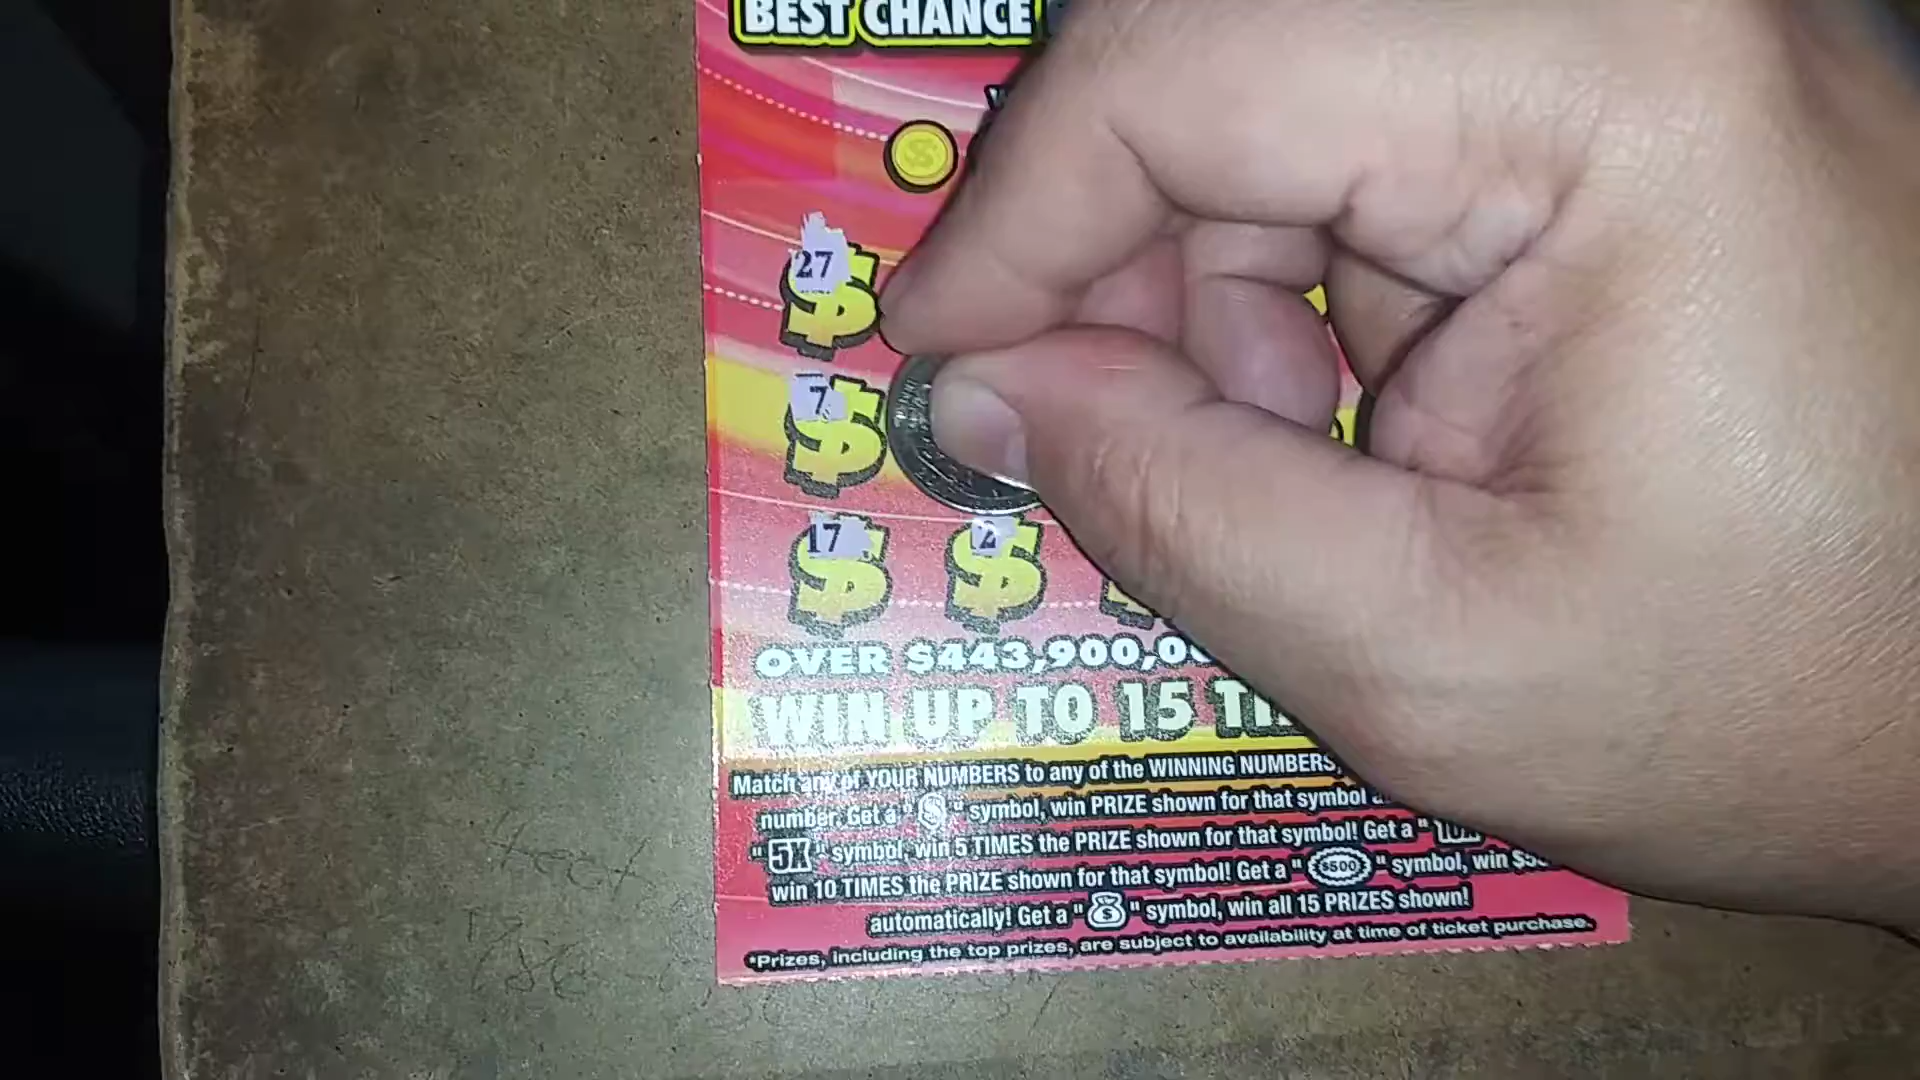 BEST CHANCE
27
7
17 2
OVER $443,900,0
WIN UP TO 15
Match any of YOUR NUMBERS to any of the WINNING NUMBERS,
number. Get a "$" symbol, win PRIZE shown for that symbol
"5X" symbol, win 5 TIMES the PRIZE shown for that symbol! Get a "10X
win 10 TIMES the PRIZE shown for that symbol! Get a "$500" symbol, win
automatically! Get a "$" symbol, win all 15 PRIZES shown!
*Prizes, including the top prizes, are subject to availability at time of ticket purchase.